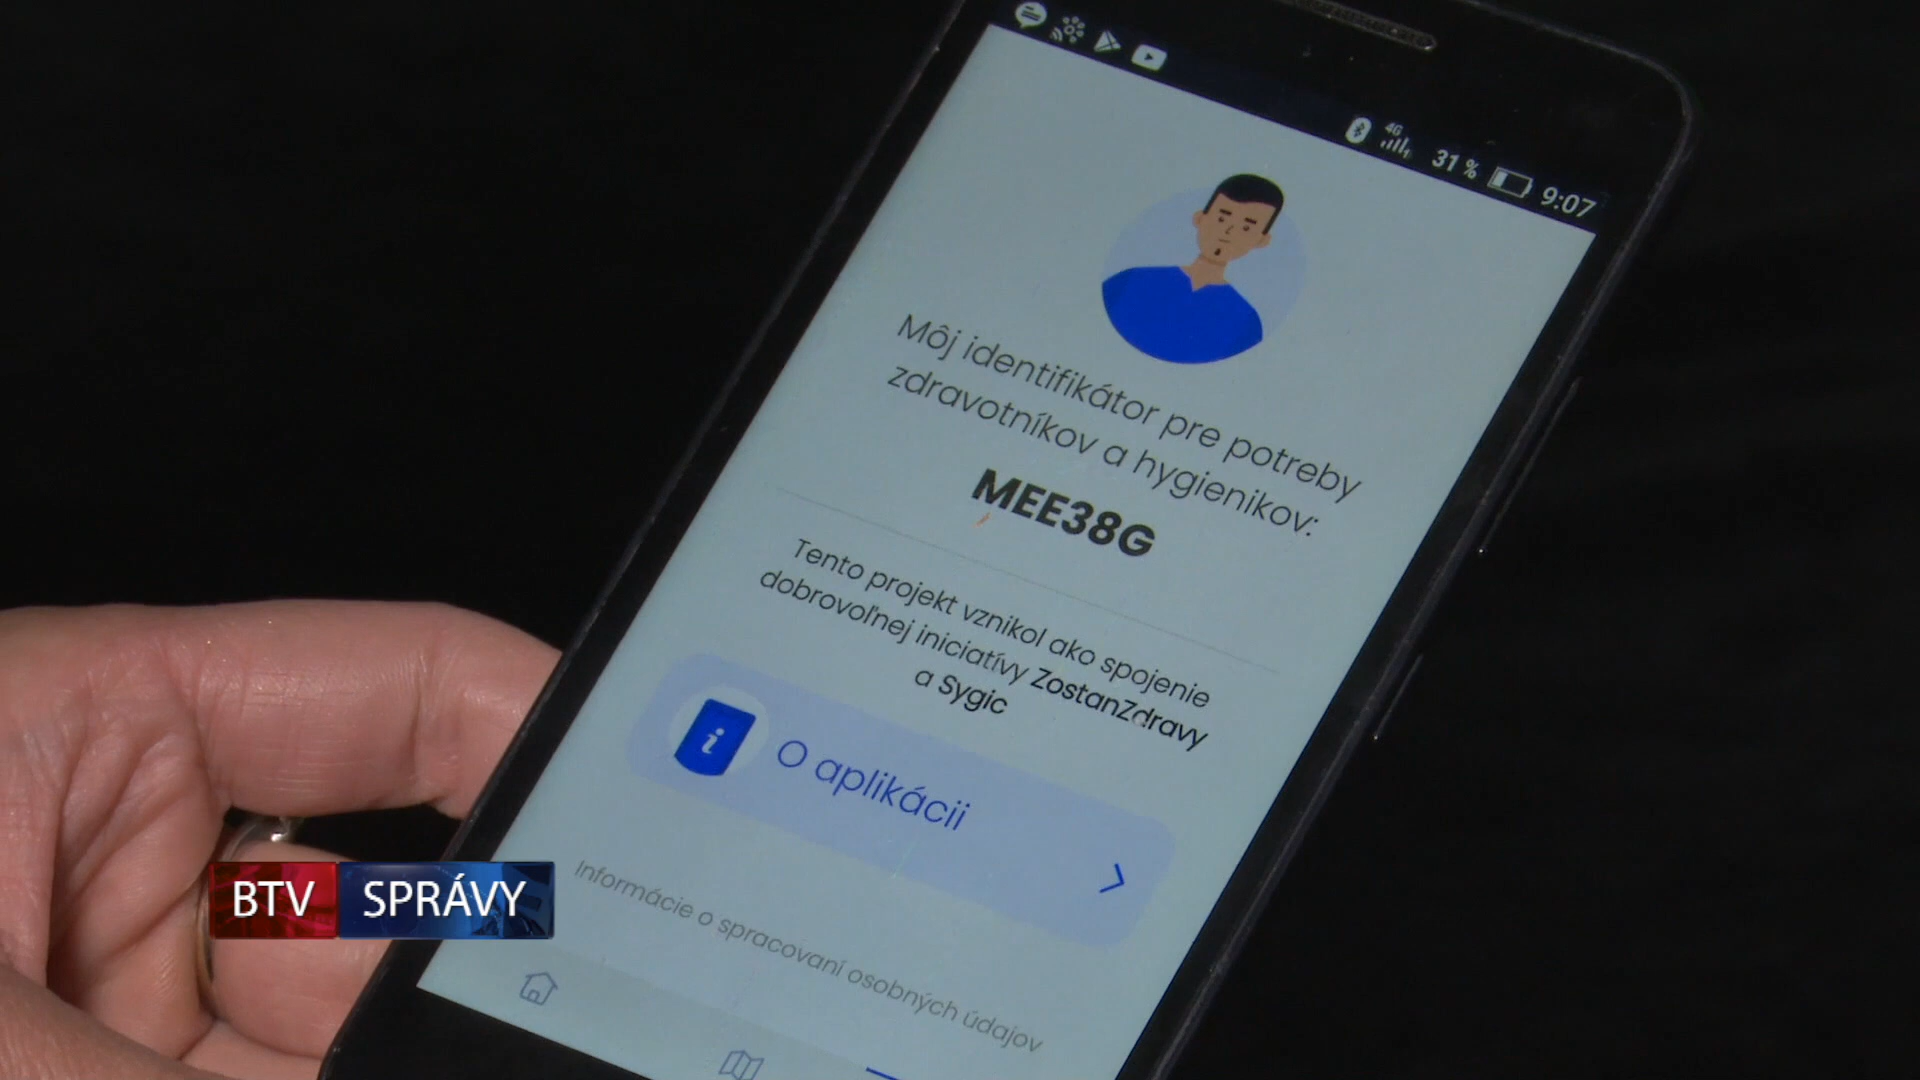 4G 31 % 9:07
Môj identifikátor pre potreby
zdravotníkov a hygienikov:
MEE38G
Tento projekt vznikol ako spojenie
dobrovoľnej iniciatívy ZostanZdravy
a Sygic
i O aplikácii
Informácie o spracovaní osobných údajov
BTV SPRÁVY